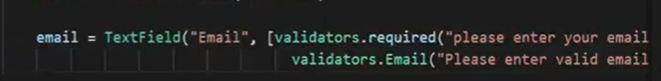 email = TextField("Email", [validators.required("please enter your email
validators.Email("Please enter valid email